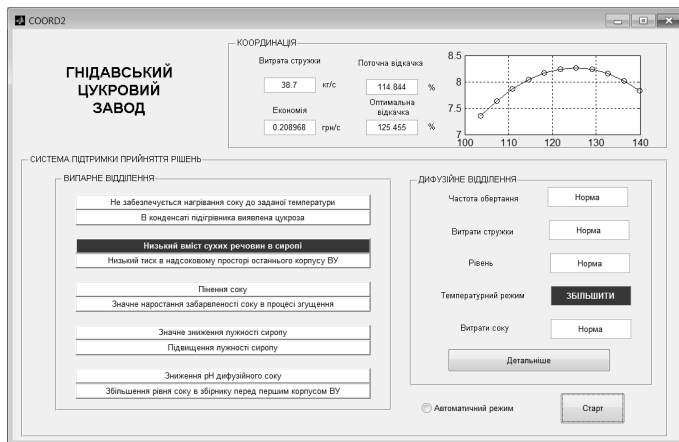 COORD2
ГНІДАВСЬКИЙ
ЦУКРОВИЙ
ЗАВОД
КООРДИНАЦІЯ
Витрата стружки
38.7 кг/с
Економія
0.208968 грн/с
Поточна відкачка
114.844 %
Оптимальна
відкачка
125.455 %
8.5
8
7.5
7
100 110 120 130 140
СИСТЕМА ПІДТРИМКИ ПРИЙНЯТТЯ РІШЕНЬ
ВИПАРНЕ ВІДДІЛЕННЯ
Не забезпечується нагрівання соку до заданої температури
В конденсаті підігрівника виявлена цукроза
Низький вміст сухих речовин в сиропі
Низький тиск в надсоковому просторі останнього корпусу ВУ
Пінення соку
Значне наростання забарвленості соку в процесі згущення
Значне зниження лужності сиропу
Підвищення лужності сиропу
Зниження рН дифузійного соку
Збільшення рівня соку в збірнику перед першим корпусом ВУ
ДИФУЗІЙНЕ ВІДДІЛЕННЯ
Частота обертання Норма
Витрати стружки Норма
Рівень Норма
Температурний режим ЗБІЛЬШИТИ
Витрати соку Норма
Детальніше
Автоматичний режим Старт